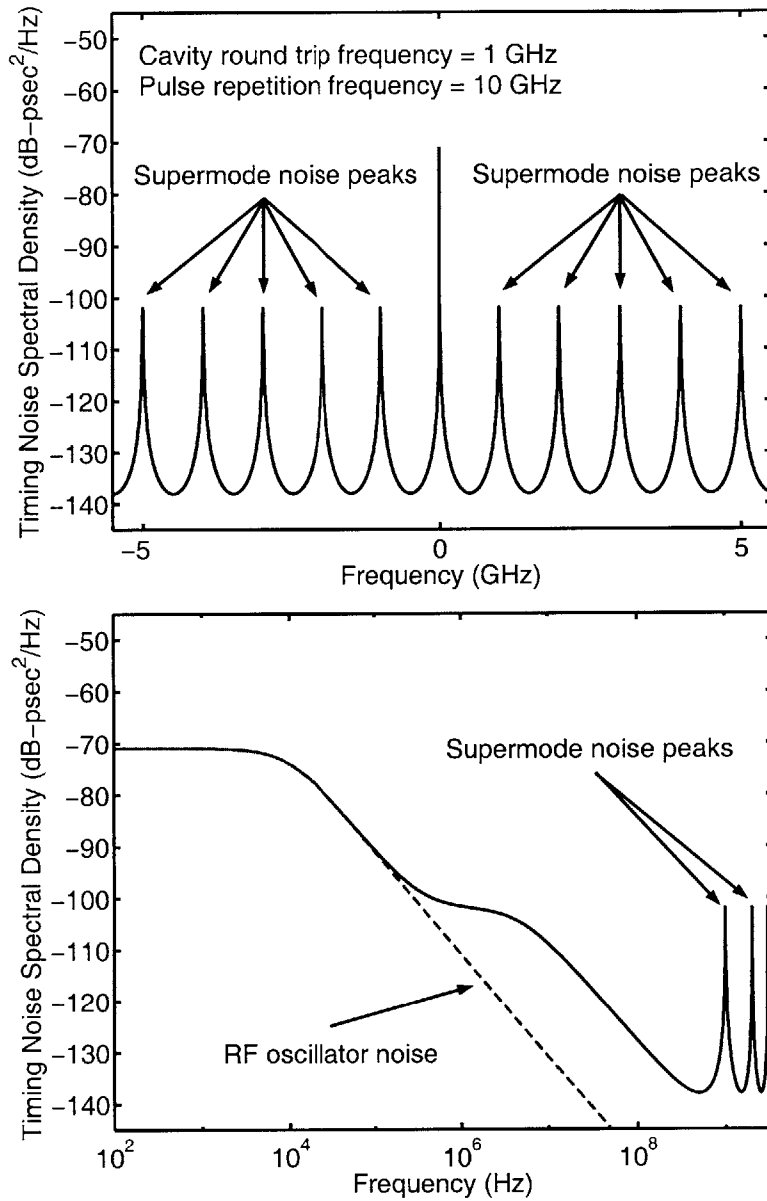 Timing Noise Spectral Density (dB−psec²/Hz)
−50
−60
−70
−80
−90
−100
−110
−120
−130
−140
Cavity round trip frequency = 1 GHz
Pulse repetition frequency = 10 GHz
Supermode noise peaks
Supermode noise peaks
−5
0
5
Frequency (GHz)
Timing Noise Spectral Density (dB−psec²/Hz)
−50
−60
−70
−80
−90
−100
−110
−120
−130
−140
Supermode noise peaks
RF oscillator noise
10²
10⁴
10⁶
10⁸
Frequency (Hz)